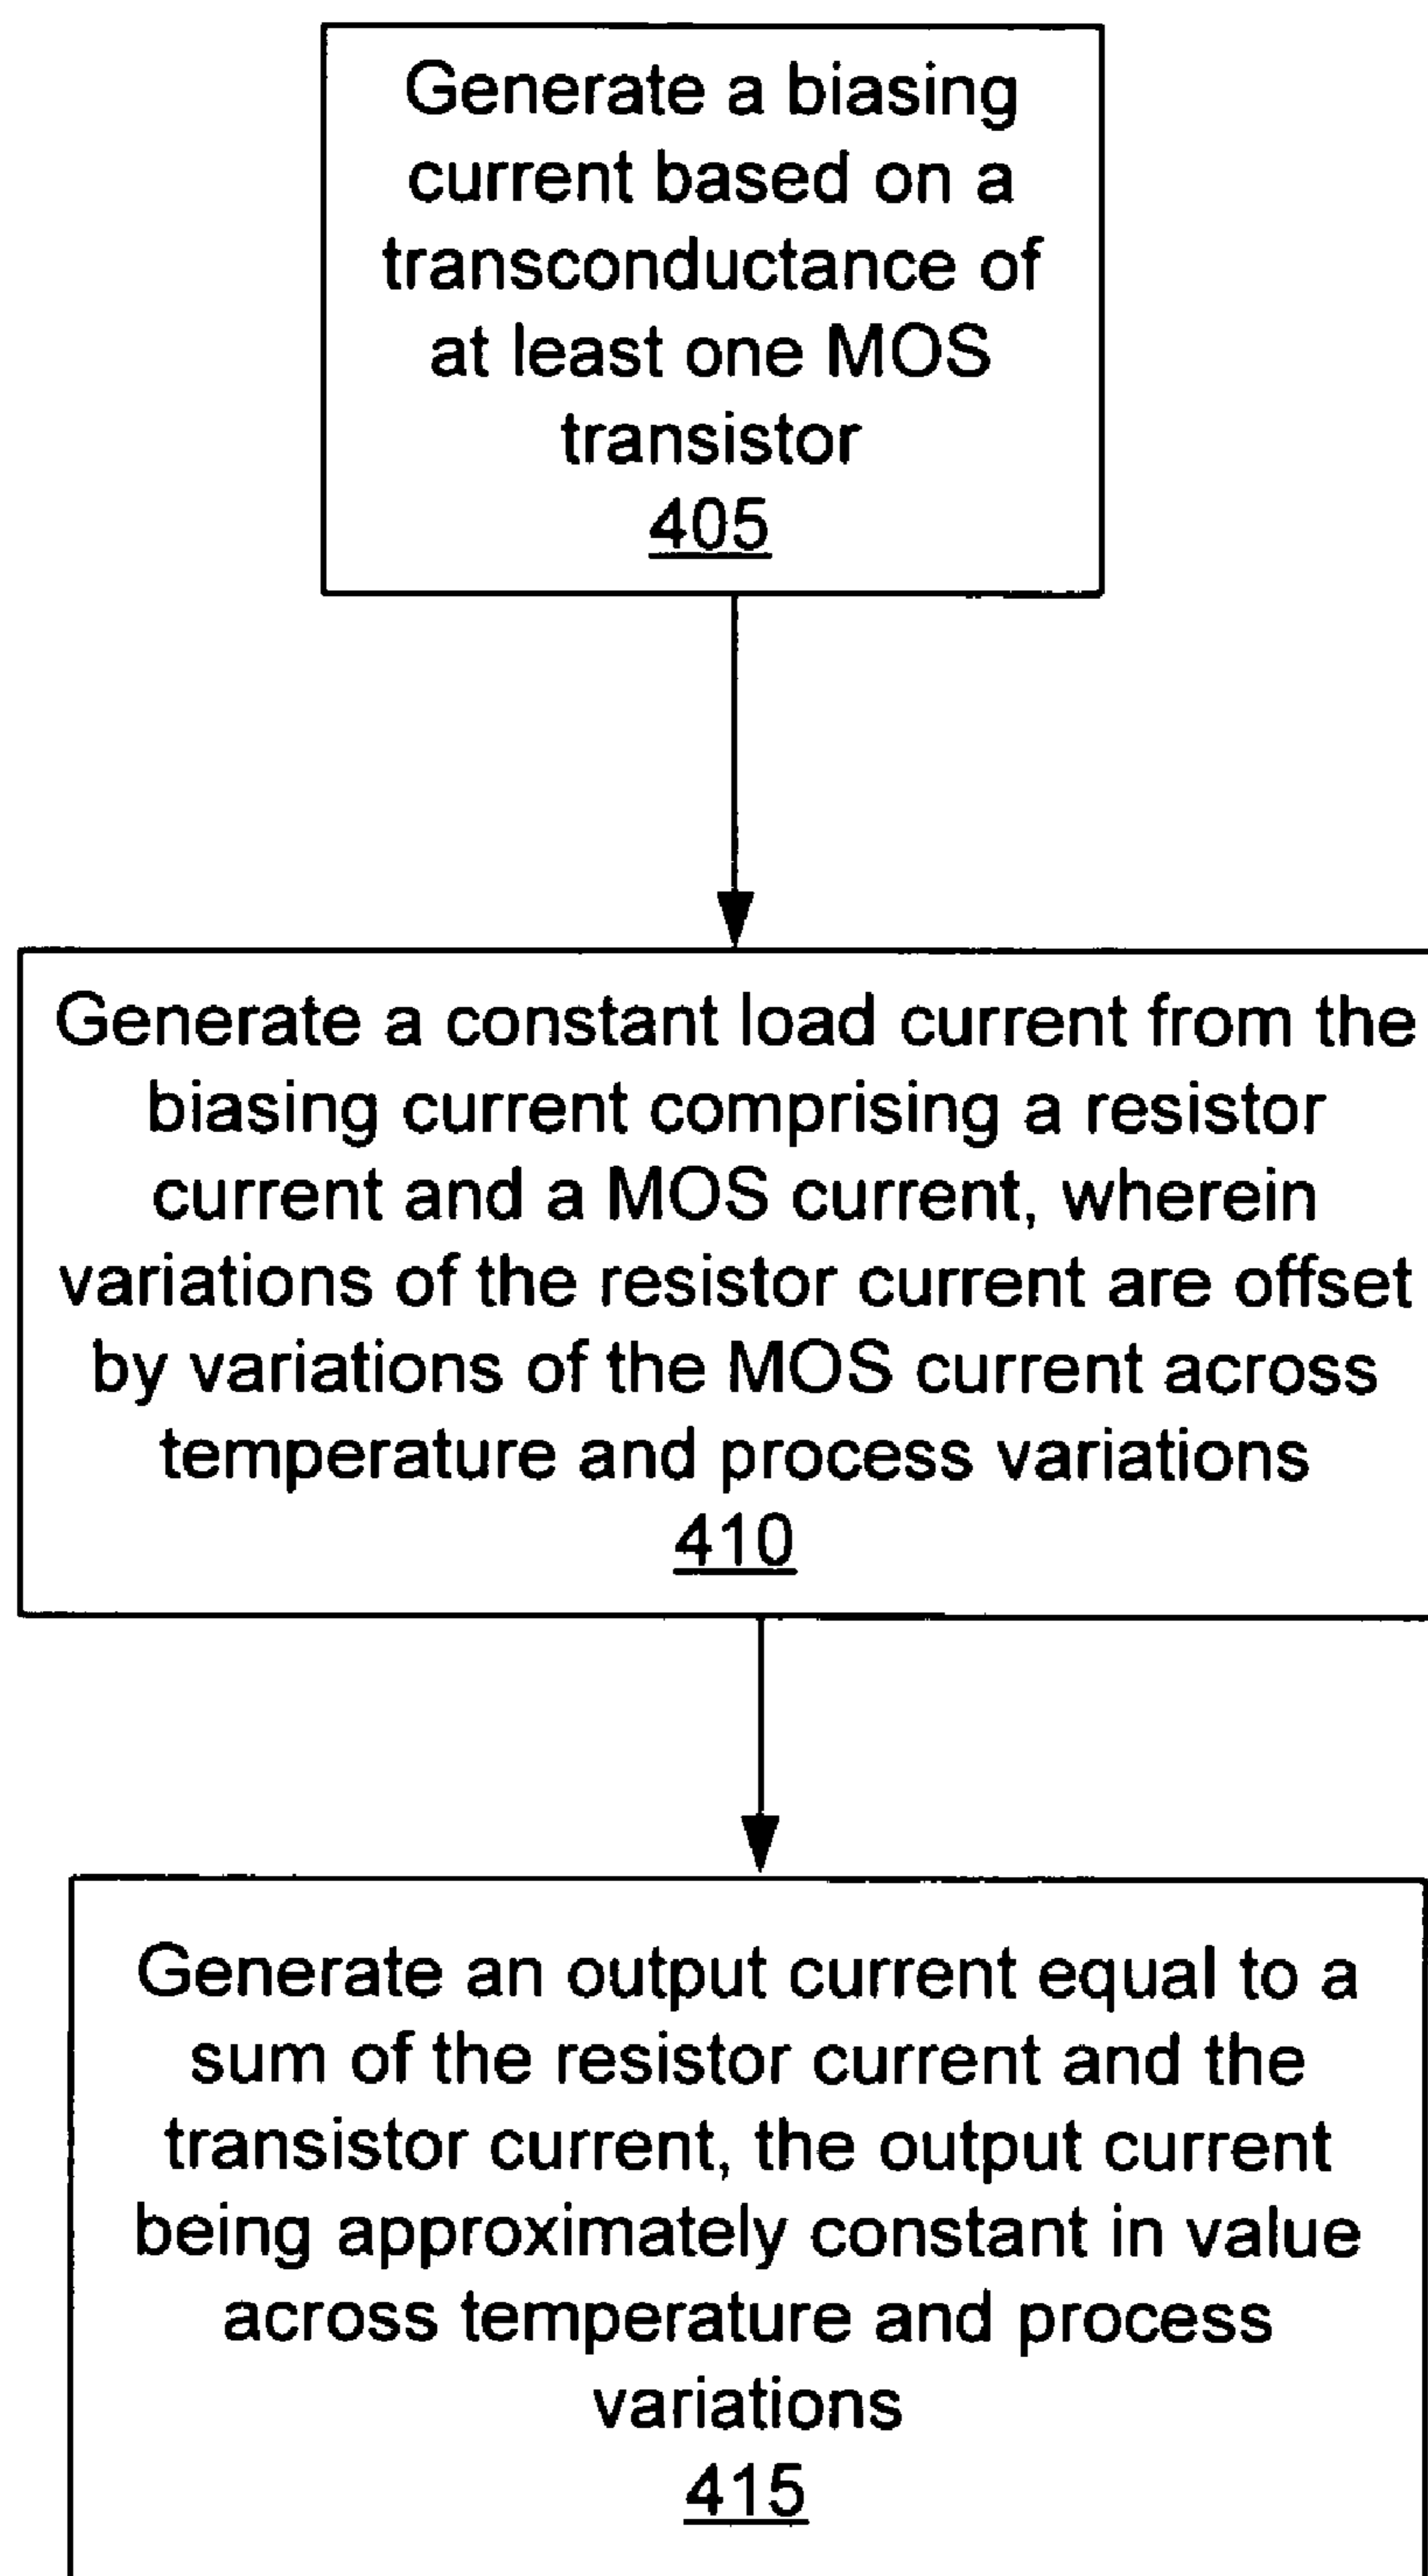 Generate a biasing
current based on a
transconductance of
at least one MOS
transistor
405
Generate a constant load current from the
biasing current comprising a resistor
current and a MOS current, wherein
variations of the resistor current are offset
by variations of the MOS current across
temperature and process variations
410
Generate an output current equal to a
sum of the resistor current and the
transistor current, the output current
being approximately constant in value
across temperature and process
variations
415